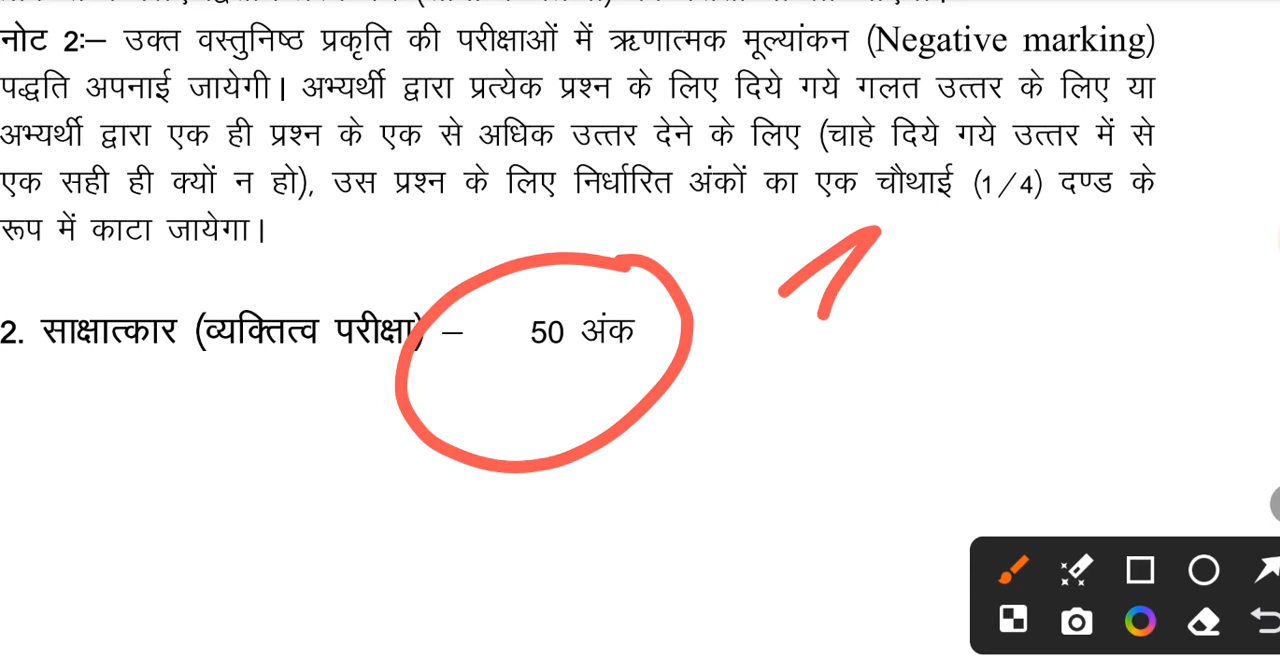 नोट 2:– उक्त वस्तुनिष्ठ प्रकृति की परीक्षाओं में ऋणात्मक मूल्यांकन (Negative marking)
पद्धति अपनाई जायेगी। अभ्यर्थी द्वारा प्रत्येक प्रश्न के लिए दिये गये गलत उत्तर के लिए या
अभ्यर्थी द्वारा एक ही प्रश्न के एक से अधिक उत्तर देने के लिए (चाहे दिये गये उत्तर में से
एक सही ही क्यों न हो), उस प्रश्न के लिए निर्धारित अंकों का एक चौथाई (1/4) दण्ड के
रूप में काटा जायेगा।
1
2. साक्षात्कार (व्यक्तित्व परीक्षा) – 50 अंक